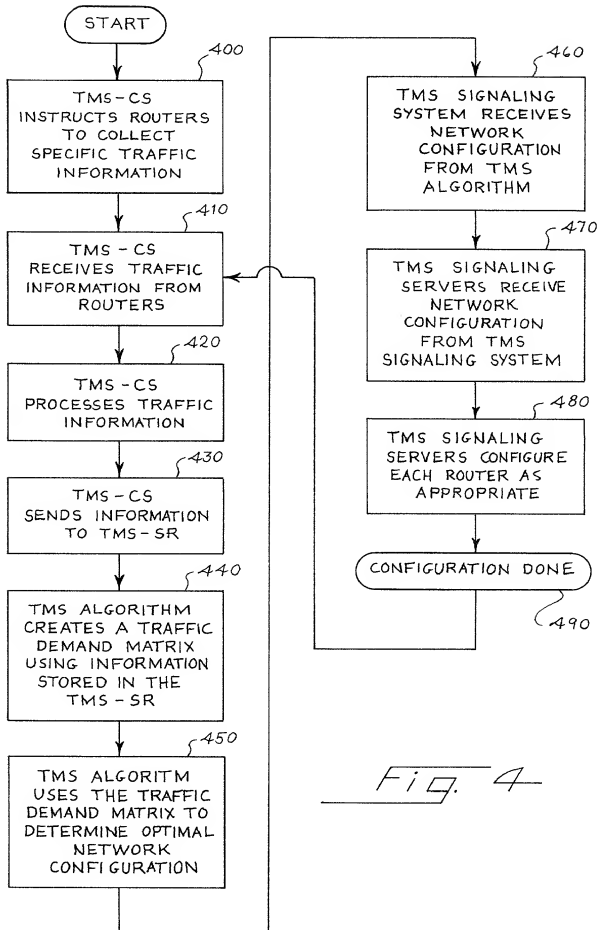 START
400
TMS-CS
INSTRUCTS ROUTERS
TO COLLECT
SPECIFIC TRAFFIC
INFORMATION
410
TMS-CS
RECEIVES TRAFFIC
INFORMATION FROM
ROUTERS
420
TMS-CS
PROCESSES TRAFFIC
INFORMATION
430
TMS-CS
SENDS INFORMATION
TO TMS-SR
440
TMS ALGORITHM
CREATES A TRAFFIC
DEMAND MATRIX
USING INFORMATION
STORED IN THE
TMS-SR
450
TMS ALGORITM
USES THE TRAFFIC
DEMAND MATRIX TO
DETERMINE OPTIMAL
NETWORK
CONFIGURATION
460
TMS SIGNALING
SYSTEM RECEIVES
NETWORK
CONFIGURATION
FROM TMS
ALGORITHM
470
TMS SIGNALING
SERVERS RECEIVE
NETWORK
CONFIGURATION
FROM TMS
SIGNALING SYSTEM
480
TMS SIGNALING
SERVERS CONFIGURE
EACH ROUTER AS
APPROPRIATE
CONFIGURATION DONE
490
Fig. 4